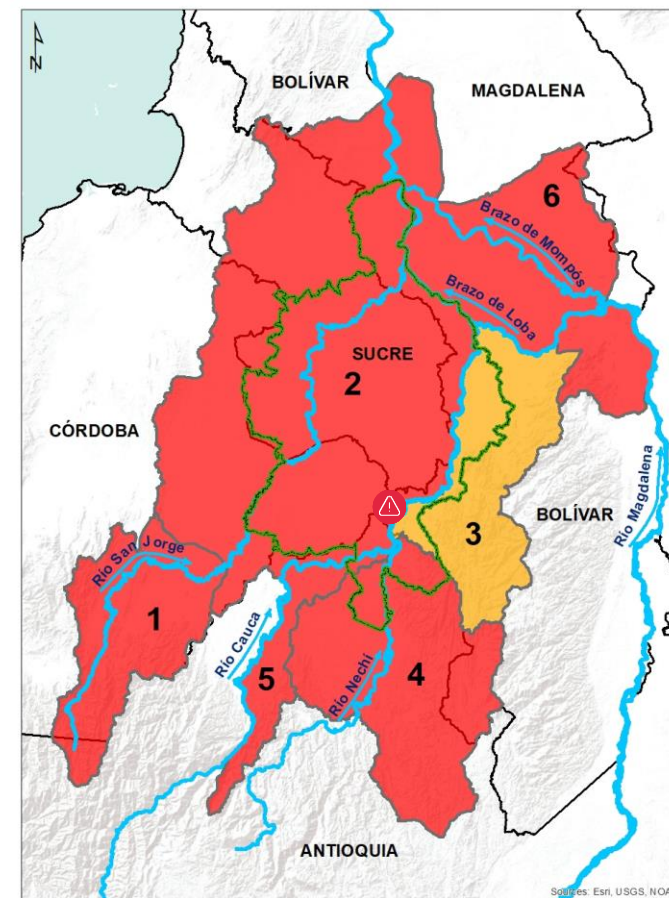 N
BOLÍVAR
MAGDALENA
6
Brazo de Mompós
Brazo de Loba
SUCRE
2
CÓRDOBA
BOLÍVAR
Río Magdalena
3
Río San Jorge
1
Río Cauca
5
Río Nechí
4
ANTIOQUIA
Sources: Esri, USGS, NOA